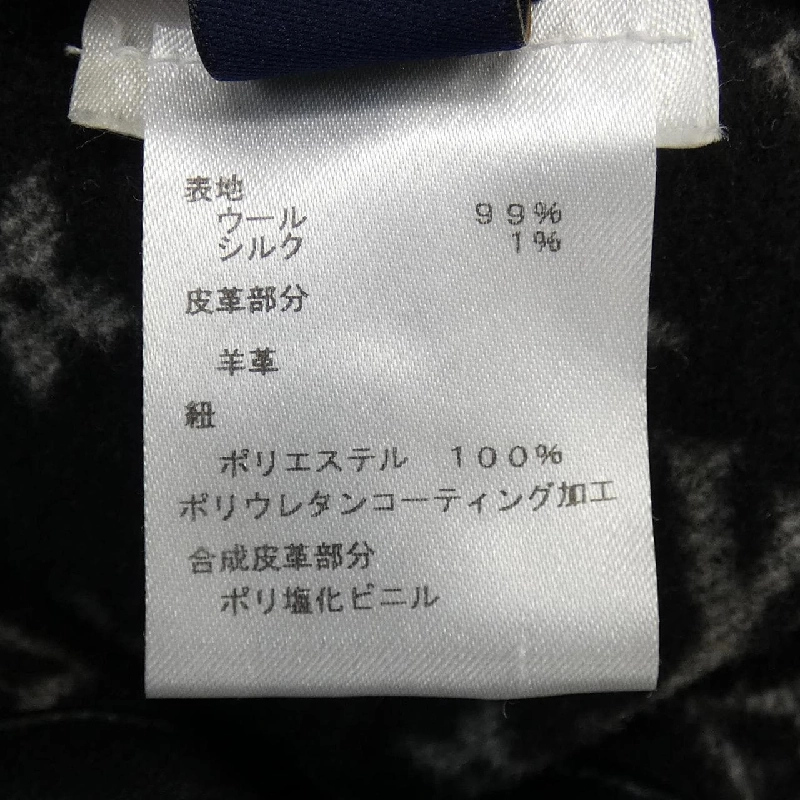 表地
ウール 99%
シルク 1%
皮革部分
羊革
紐
ポリエステル 100%
ポリウレタンコーティング加工
合成皮革部分
ポリ塩化ビニル